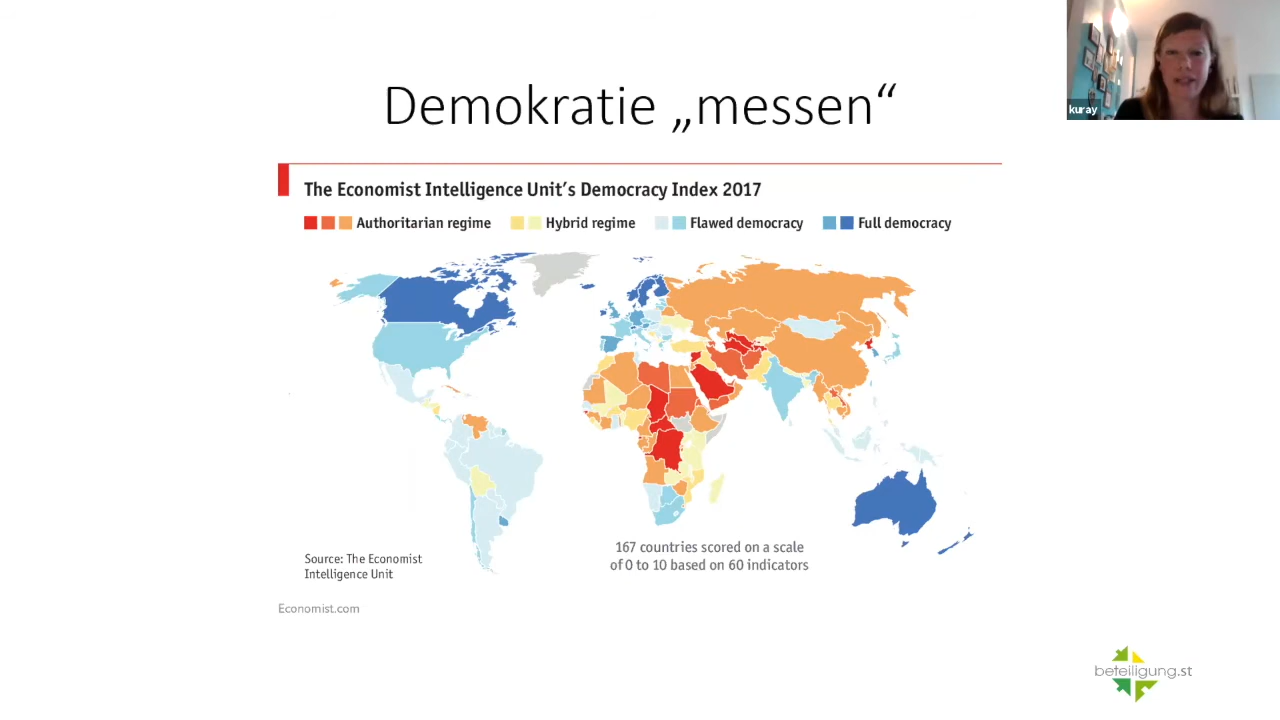 Demokratie „messen“
kuray
The Economist Intelligence Unit's Democracy Index 2017
Authoritarian regime Hybrid regime Flawed democracy Full democracy
167 countries scored on a scale
of 0 to 10 based on 60 indicators
Source: The Economist
Intelligence Unit
Economist.com
beteiligung.st